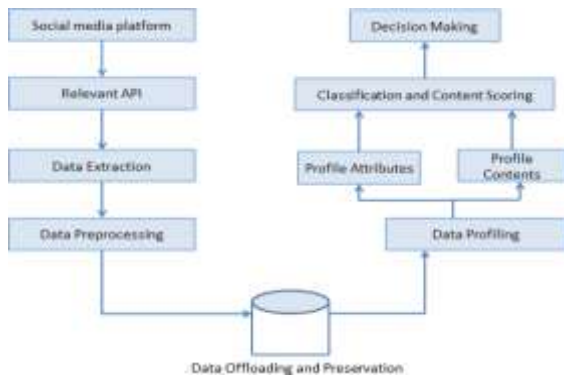 Social media platform
Relevant API
Data Extraction
Data Preprocessing
Data Offloading and Preservation
Data Profiling
Profile Attributes
Profile
Contents
Classification and Content Scoring
Decision Making